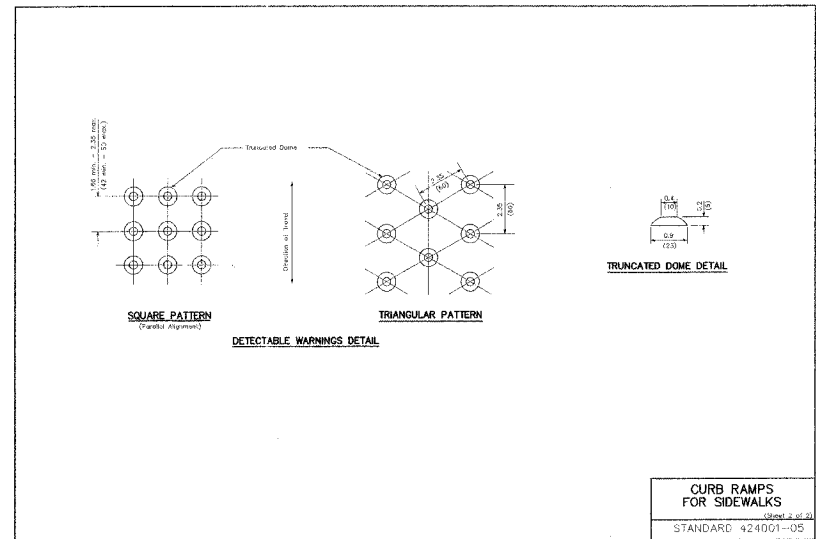 1.66 min. - 2.35 max.
(42 min. - 50 max.)
Truncated Dome
Direction of Travel
2.35
(60)
2.35
(60)
0.4
(10)
0.2
(5)
0.9
(23)
TRUNCATED DOME DETAIL
SQUARE PATTERN
(Parallel Alignment)
TRIANGULAR PATTERN
DETECTABLE WARNINGS DETAIL
CURB RAMPS
FOR SIDEWALKS
(Sheet 2 of 2)
STANDARD 424001-05